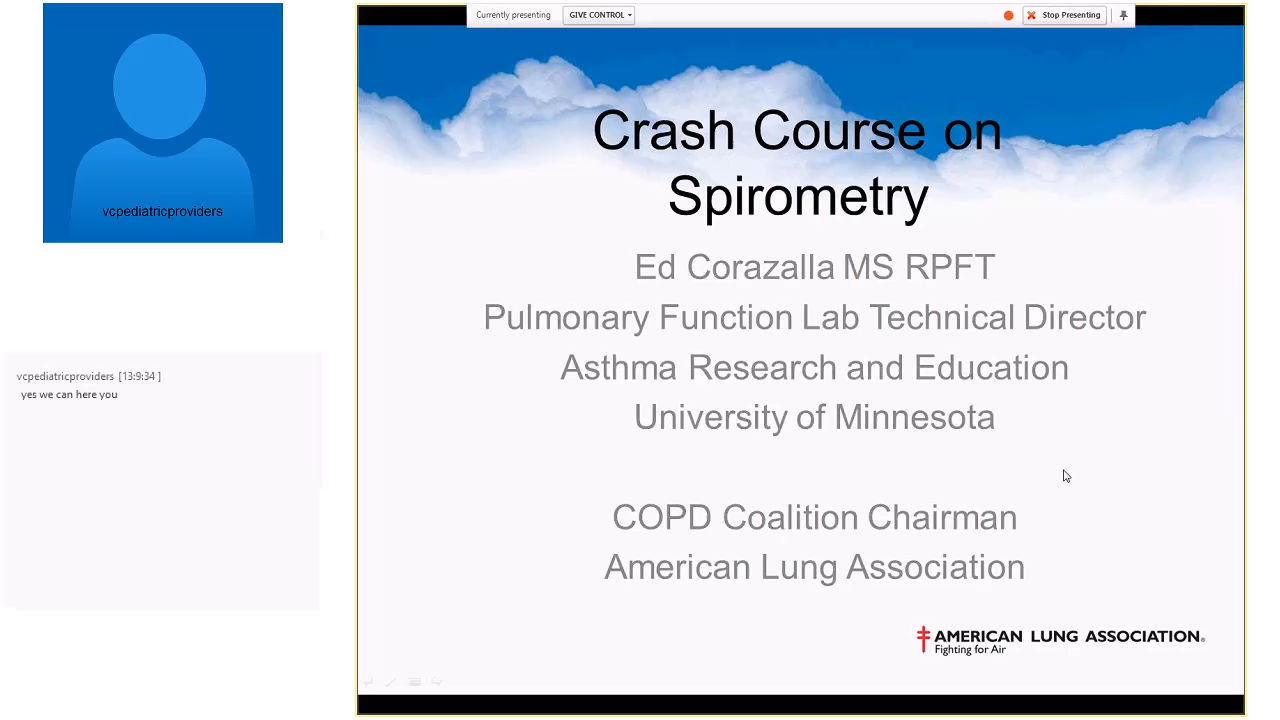 Currently presenting
GIVE CONTROL
Stop Presenting
vcpediatricproviders
vcpediatricproviders [13:9:34 ]
yes we can here you
Crash Course on
Spirometry
Ed Corazalla MS RPFT
Pulmonary Function Lab Technical Director
Asthma Research and Education
University of Minnesota
COPD Coalition Chairman
American Lung Association
AMERICAN LUNG ASSOCIATION®
Fighting for Air